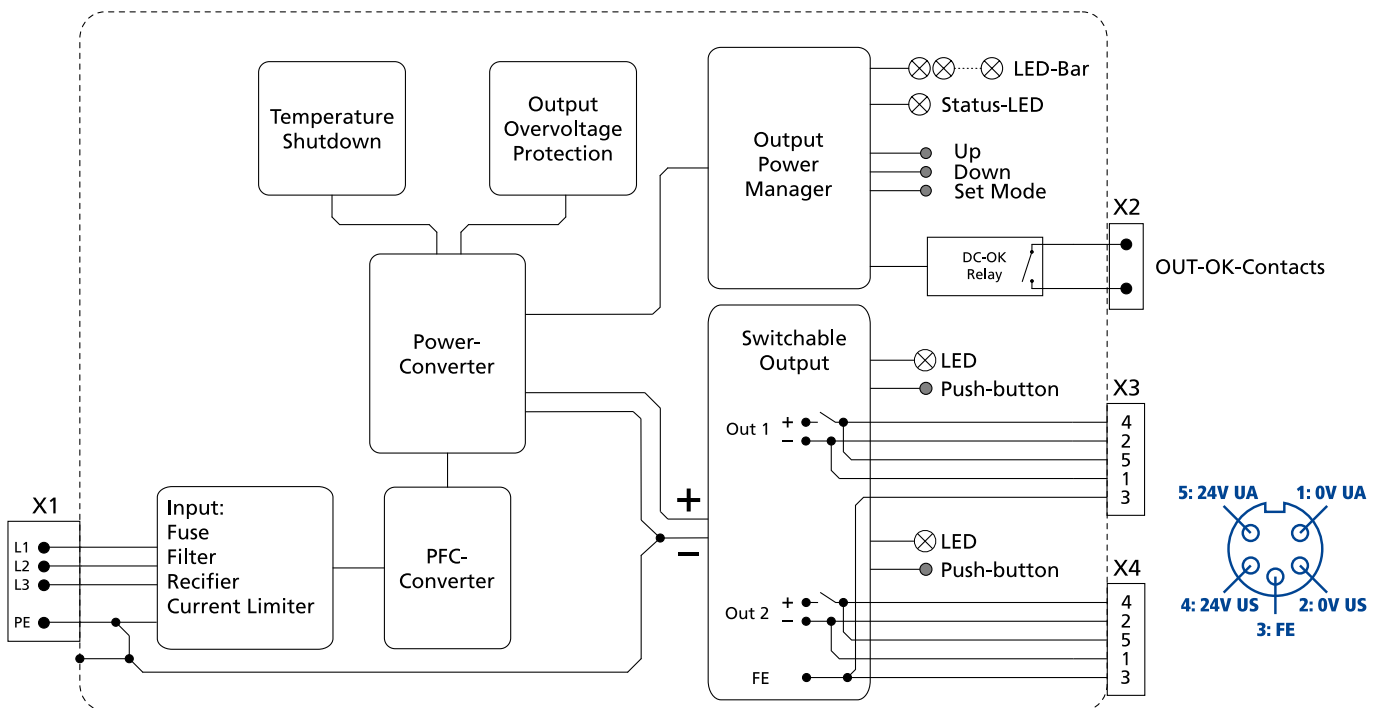 Temperature
Shutdown
Output
Overvoltage
Protection
Output
Power
Manager
LED-Bar
Status-LED
Up
Down
Set Mode
X2
DC-OK
Relay
OUT-OK-Contacts
Power-
Converter
Switchable
Output
LED
Push-button
X3
Out 1
+
−
4
2
5
1
3
X1
L1
L2
L3
PE
Input:
Fuse
Filter
Rectifier
Current Limiter
PFC-
Converter
+
−
LED
Push-button
X4
Out 2
+
−
FE
4
2
5
1
3
5: 24V UA
1: 0V UA
4: 24V US
2: 0V US
3: FE